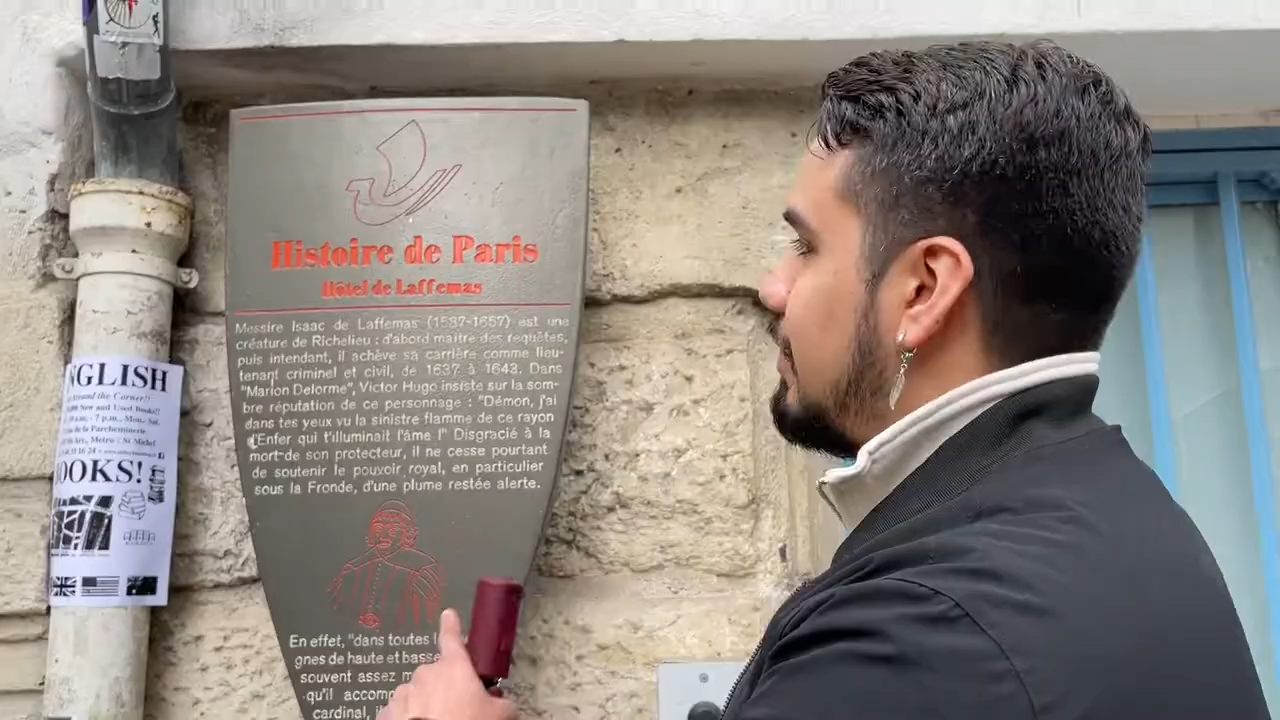 Histoire de Paris
Hôtel de Laffemas
Messire Isaac de Laffemas (1587-1657) est une
créature de Richelieu : d'abord maître des requêtes,
puis intendant, il achève sa carrière comme lieu-
tenant criminel et civil, de 1637 à 1643. Dans
"Marion Delorme", Victor Hugo insiste sur la som-
bre réputation de ce personnage : "Démon, j'ai
dans tes yeux vu la sinistre flamme de ce rayon
d'Enfer qui t'illuminait l'âme !" Disgracié à la
mort de son protecteur, il ne cesse pourtant
de soutenir le pouvoir royal, en particulier
sous la Fronde, d'une plume restée alerte.
En effet, "dans toutes
gnes de haute et basse
souvent assez
qu'il accom
cardinal,
NGLISH
Around the Corner!!
New and Used Books!!
7 p.m., Mon. Sat.
de la Parcheminerie
Metro : St Michel
OOKS!